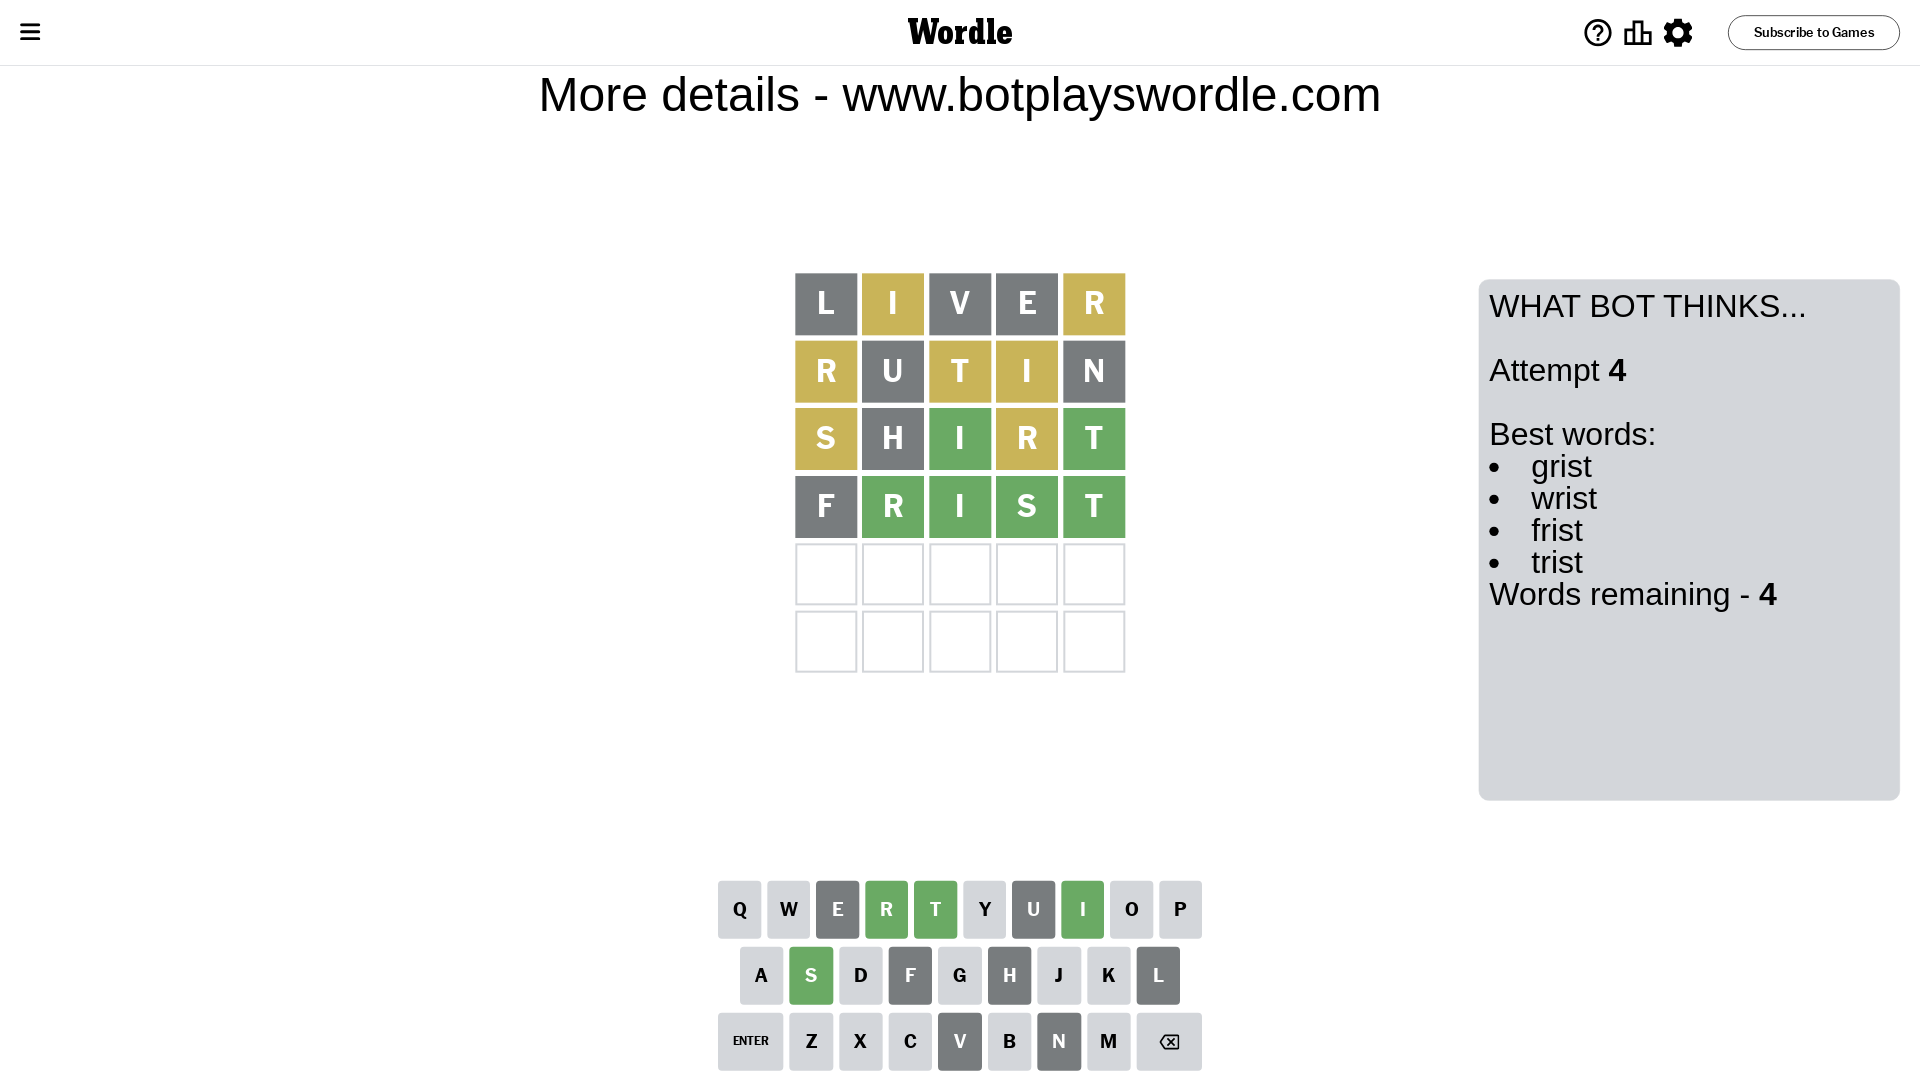 Wordle
Subscribe to Games
More details - www.botplayswordle.com
L I V E R
R U T I N
S H I R T
F R I S T
WHAT BOT THINKS...
Attempt 4
Best words:
• grist
• wrist
• frist
• trist
Words remaining - 4
Q W E R T Y U I O P
A S D F G H J K L
ENTER Z X C V B N M